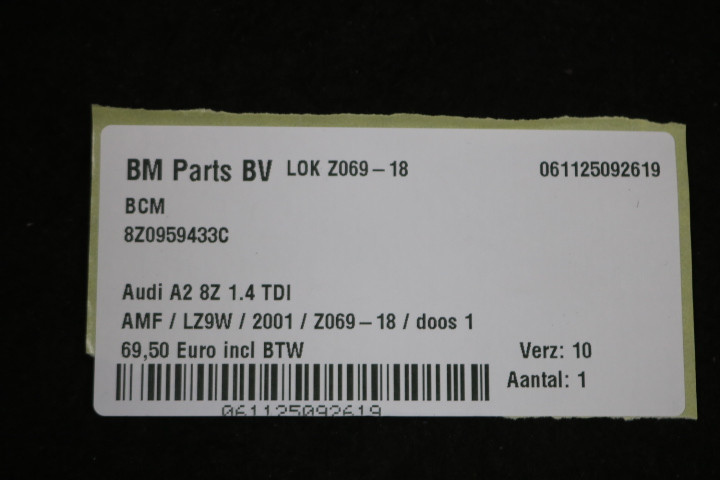 BM Parts BV LOK Z069-18 061125092619
BCM
8Z0959433C
Audi A2 8Z 1.4 TDI
AMF / LZ9W / 2001 / Z069-18 / doos 1
69,50 Euro incl BTW Verz: 10
Aantal: 1
061125092619